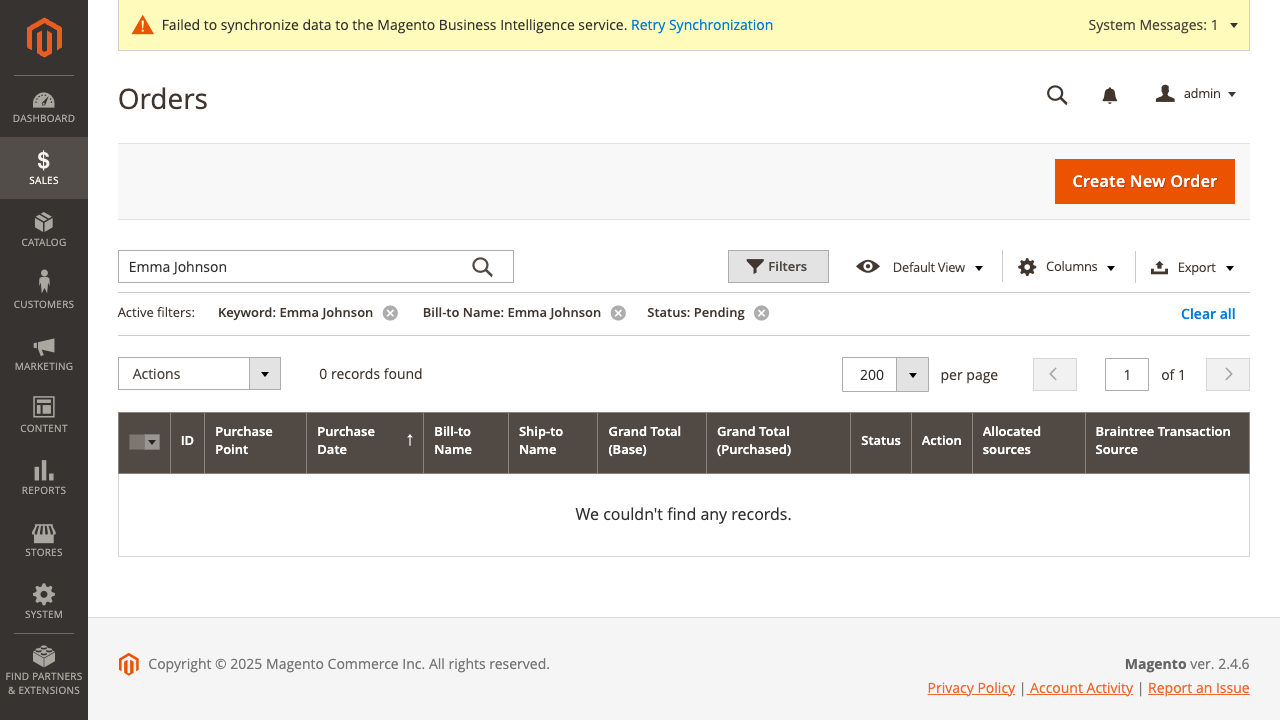 Failed to synchronize data to the Magento Business Intelligence service. Retry Synchronization
System Messages: 1
DASHBOARD
SALES
CATALOG
CUSTOMERS
MARKETING
CONTENT
REPORTS
STORES
SYSTEM
FIND PARTNERS
& EXTENSIONS
Orders
admin
Create New Order
Emma Johnson
Filters
Default View
Columns
Export
Active filters: Keyword: Emma Johnson Bill-to Name: Emma Johnson Status: Pending
Clear all
Actions
0 records found
200 per page
1 of 1
ID
Purchase
Point
Purchase
Date ↑
Bill-to
Name
Ship-to
Name
Grand Total
(Base)
Grand Total
(Purchased)
Status
Action
Allocated
sources
Braintree Transaction
Source
We couldn't find any records.
Copyright © 2025 Magento Commerce Inc. All rights reserved.
Magento ver. 2.4.6
Privacy Policy | Account Activity | Report an Issue